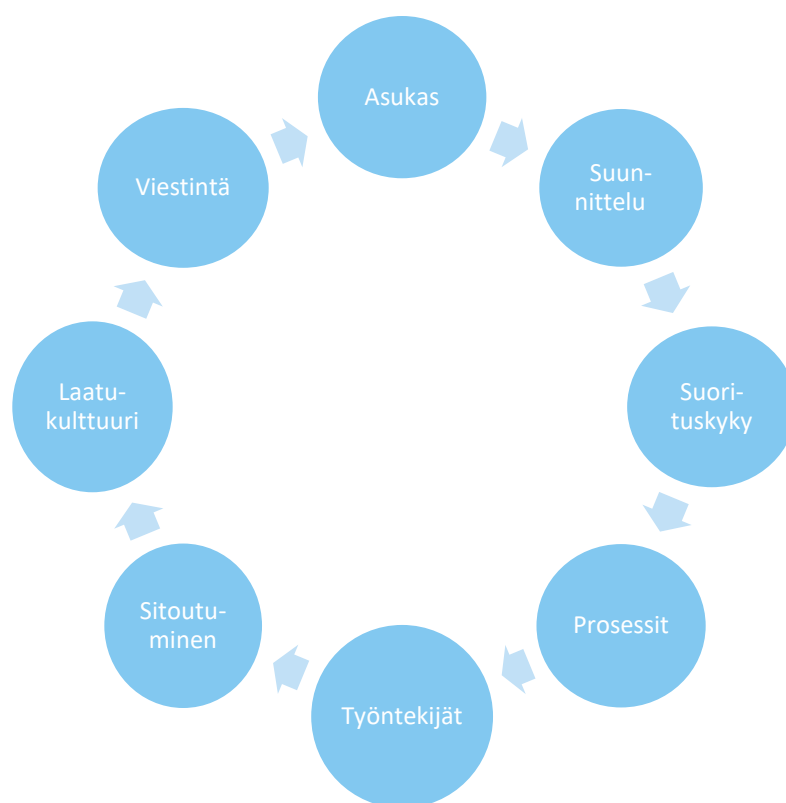 Asukas
Suun-
nittelu
Suori-
tuskyky
Prosessit
Työntekijät
Sitoutu-
minen
Laatu-
kulttuuri
Viestintä